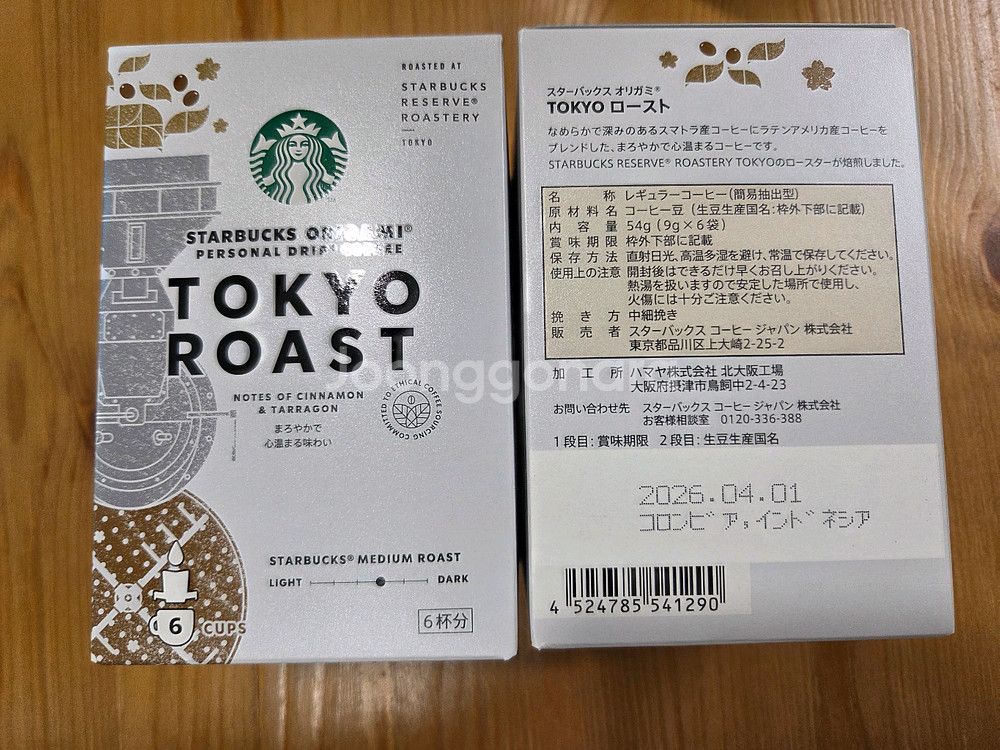 ROASTED AT
STARBUCKS
RESERVE®
ROASTERY
TOKYO
STARBUCKS ORIGAMI®
PERSONAL DRIP COFFEE
TOKYO
ROAST
NOTES OF CINNAMON
& TARRAGON
まろやかで
心温まる味わい
COMMITTED TO ETHICAL COFFEE SOURCING
STARBUCKS® MEDIUM ROAST
LIGHT DARK
6 CUPS
6杯分
スターバックス オリガミ®
TOKYO ロースト
なめらかで深みのあるスマトラ産コーヒーにラテンアメリカ産コーヒーを
ブレンドした、まろやかで心温まるコーヒーです。
STARBUCKS RESERVE® ROASTERY TOKYOのロースターが焙煎しました。
名称 レギュラーコーヒー(簡易抽出型)
原材料名 コーヒー豆(生豆生産国名:枠外下部に記載)
内容量 54g(9g×6袋)
賞味期限 枠外下部に記載
保存方法 直射日光、高温多湿を避け、常温で保存してください。
使用上の注意 開封後はできるだけ早くお召し上がりください。
熱湯を扱いますので安定した場所で使用し、
火傷には十分ご注意ください。
挽き方 中細挽き
販売者 スターバックス コーヒー ジャパン 株式会社
東京都品川区上大崎2-25-2
加工所 ハマヤ株式会社 北大阪工場
大阪府摂津市鳥飼中2-4-23
お問い合わせ先 スターバックス コーヒー ジャパン 株式会社
お客様相談室 0120-336-388
1段目:賞味期限 2段目:生豆生産国名
2026.04.01
コロンビア,インドネシア
4 524785 541290
Joonggonara